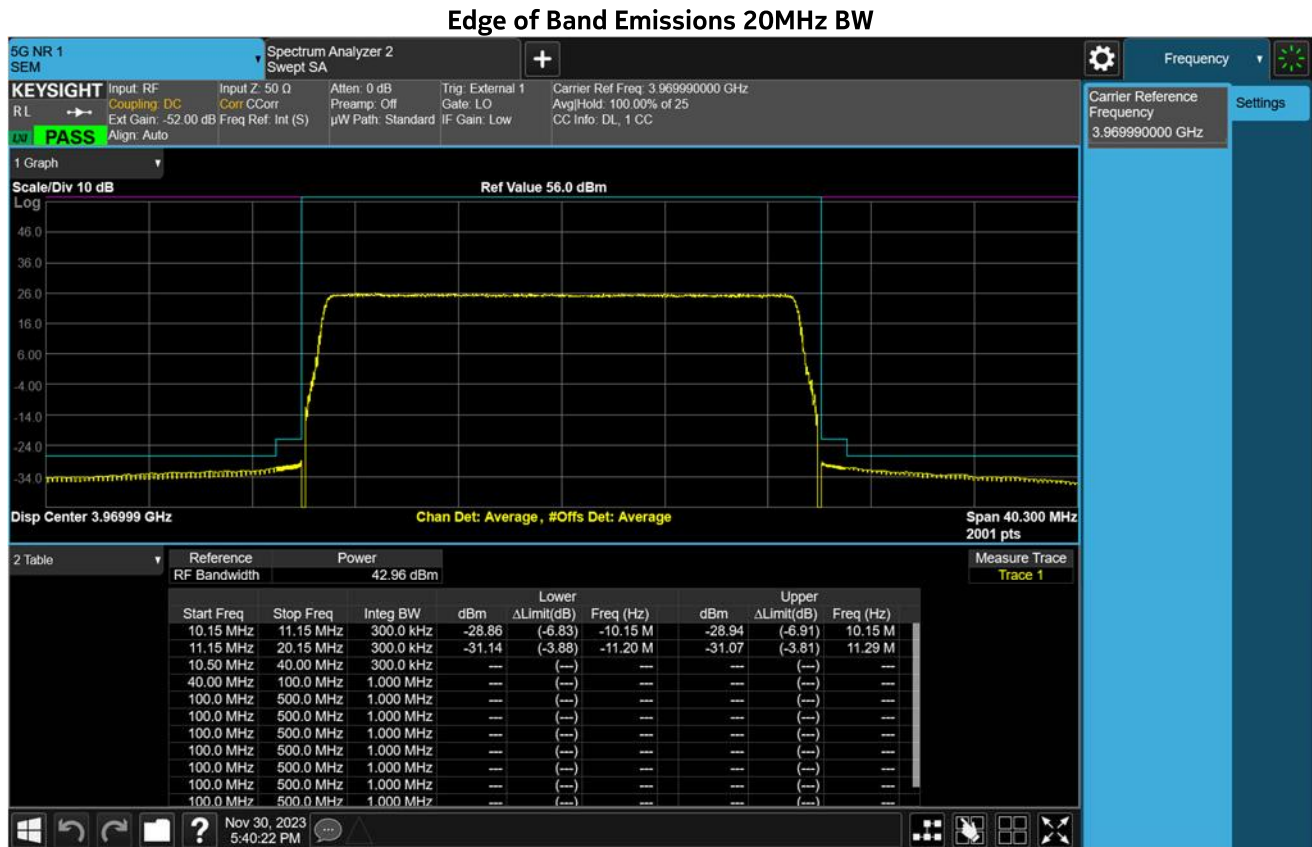 Edge of Band Emissions 20MHz BW
5G NR 1
SEM
Spectrum Analyzer 2
Swept SA
Frequency
KEYSIGHT
RL
PASS
Input: RF
Coupling: DC
Ext Gain: -52.00 dB
Align: Auto
Input Z: 50 Ω
Corr CCorr
Freq Ref: Int (S)
Atten: 0 dB
Preamp: Off
µW Path: Standard
Trig: External 1
Gate: LO
IF Gain: Low
Carrier Ref Freq: 3.969990000 GHz
Avg|Hold: 100.00% of 25
CC Info: DL, 1 CC
Carrier Reference
Frequency
3.969990000 GHz
Settings
1 Graph
Scale/Div 10 dB
Ref Value 56.0 dBm
Log
46.0
36.0
26.0
16.0
6.00
-4.00
-14.0
-24.0
-34.0
Disp Center 3.96999 GHz
Chan Det: Average, #Offs Det: Average
Span 40.300 MHz
2001 pts
2 Table
Reference Power
RF Bandwidth 42.96 dBm
Measure Trace
Trace 1
Lower Upper
Start Freq Stop Freq Integ BW dBm ΔLimit(dB) Freq (Hz) dBm ΔLimit(dB) Freq (Hz)
10.15 MHz 11.15 MHz 300.0 kHz -28.86 (-6.83) -10.15 M -28.94 (-6.91) 10.15 M
11.15 MHz 20.15 MHz 300.0 kHz -31.14 (-3.88) -11.20 M -31.07 (-3.81) 11.29 M
10.50 MHz 40.00 MHz 300.0 kHz --- (---) --- --- (---) ---
40.00 MHz 100.0 MHz 1.000 MHz --- (---) --- --- (---) ---
100.0 MHz 500.0 MHz 1.000 MHz --- (---) --- --- (---) ---
100.0 MHz 500.0 MHz 1.000 MHz --- (---) --- --- (---) ---
100.0 MHz 500.0 MHz 1.000 MHz --- (---) --- --- (---) ---
100.0 MHz 500.0 MHz 1.000 MHz --- (---) --- --- (---) ---
100.0 MHz 500.0 MHz 1.000 MHz --- (---) --- --- (---) ---
100.0 MHz 500.0 MHz 1.000 MHz --- (---) --- --- (---) ---
100.0 MHz 500.0 MHz 1.000 MHz --- (---) --- --- (---) ---
Nov 30, 2023
5:40:22 PM